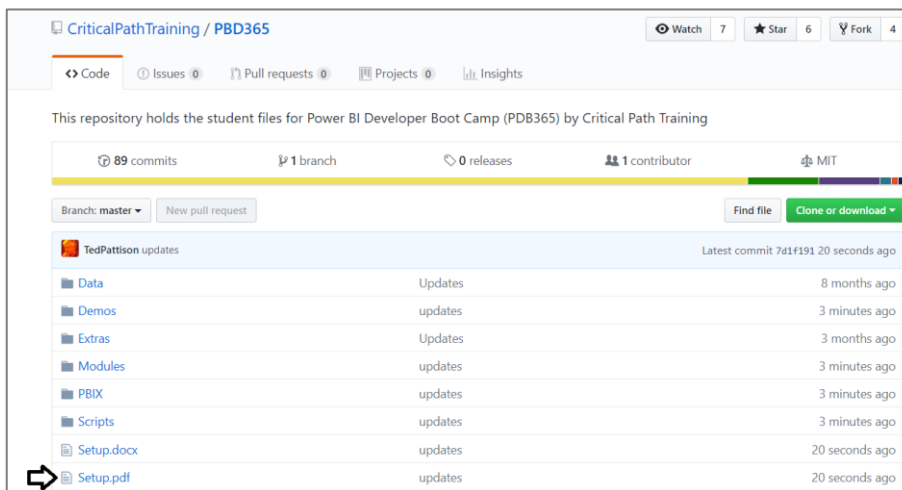 CriticalPathTraining / PBD365
Watch 7 Star 6 Fork 4
Code Issues 0 Pull requests 0 Projects 0 Insights
This repository holds the student files for Power BI Developer Boot Camp (PDB365) by Critical Path Training
89 commits 1 branch 0 releases 1 contributor MIT
Branch: master New pull request Find file Clone or download
TedPattison updates Latest commit 7d1f191 20 seconds ago
Data Updates 8 months ago
Demos updates 3 minutes ago
Extras Updates 3 months ago
Modules updates 3 minutes ago
PBIX updates 3 minutes ago
Scripts updates 3 minutes ago
Setup.docx updates 20 seconds ago
Setup.pdf updates 20 seconds ago